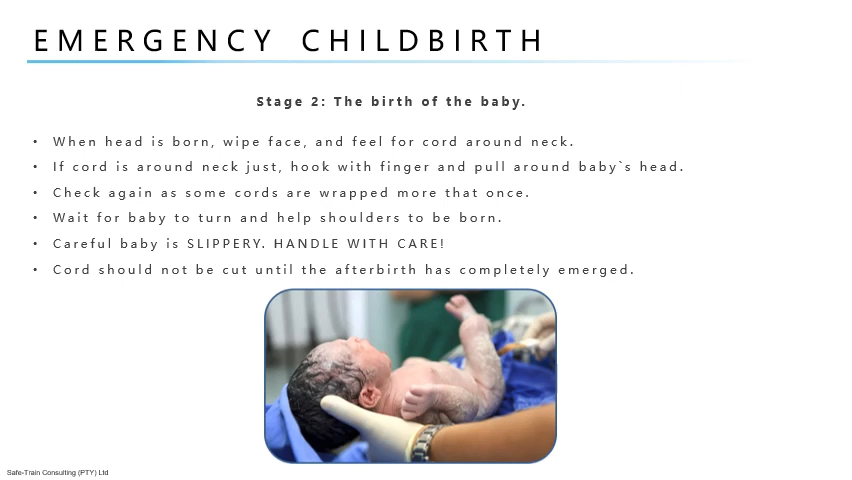 EMERGENCY CHILDBIRTH
Stage 2: The birth of the baby.
• When head is born, wipe face, and feel for cord around neck.
• If cord is around neck just, hook with finger and pull around baby`s head.
• Check again as some cords are wrapped more that once.
• Wait for baby to turn and help shoulders to be born.
• Careful baby is SLIPPERY. HANDLE WITH CARE!
• Cord should not be cut until the afterbirth has completely emerged.
Safe-Train Consulting (PTY) Ltd